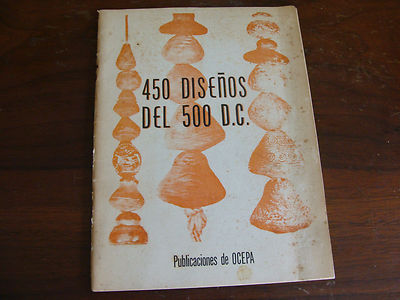 450 DISEÑOS
DEL 500 D.C.
Publicaciones de OCEPA